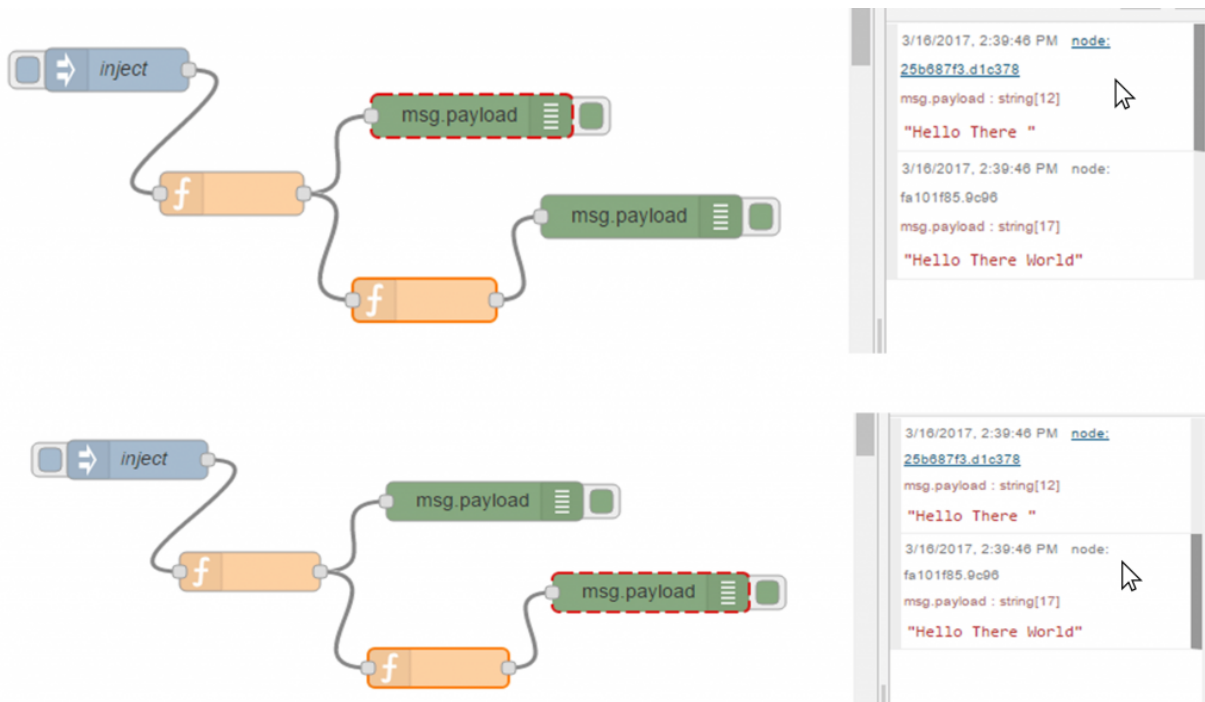 inject
msg.payload
msg.payload
3/16/2017, 2:39:46 PM node:
25b687f3.d1c378
msg.payload : string[12]
"Hello There "
3/16/2017, 2:39:46 PM node:
fa101f85.9c96
msg.payload : string[17]
"Hello There World"
inject
msg.payload
msg.payload
3/16/2017, 2:39:46 PM node:
25b687f3.d1c378
msg.payload : string[12]
"Hello There "
3/16/2017, 2:39:46 PM node:
fa101f85.9c96
msg.payload : string[17]
"Hello There World"